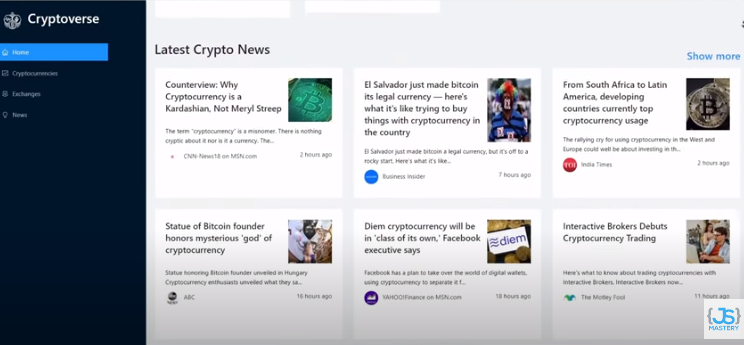 Cryptoverse
Home
Cryptocurrencies
Exchanges
News
Latest Crypto News
Show more
Counterview: Why
Cryptocurrency is a
Kardashian, Not Meryl Streep
The term "cryptocurrency" is a misnomer. There is nothing
cryptic about it nor is it a currency. The...
CNN-News18 on MSN.com
2 hours ago
El Salvador just made bitcoin
its legal currency — here's
what it's like trying to buy
things with cryptocurrency in
the country
El Salvador just made bitcoin a legal currency, but it's off to a
rocky start. Here's what it's like...
Business Insider
7 hours ago
From South Africa to Latin
America, developing
countries currently top
cryptocurrency usage
The rallying cry for using cryptocurrency in the West and
Europe could well be about investing in th...
TOI
India Times
2 hours ago
Statue of Bitcoin founder
honors mysterious 'god' of
cryptocurrency
Statue honoring Bitcoin founder unveiled in Hungary
Cryptocurrency enthusiasts unveiled what they sa...
ABC
16 hours ago
Diem cryptocurrency will be
in 'class of its own,' Facebook
executive says
diem
Facebook has a plan to take over the world of digital wallets,
using cryptocurrency to separate it f...
YAHOO!Finance on MSN.com
18 hours ago
Interactive Brokers Debuts
Cryptocurrency Trading
Here's what to know about trading cryptocurrencies with
Interactive Brokers. Interactive Brokers now...
The Motley Fool
11 hours ago
{JS}
MASTERY